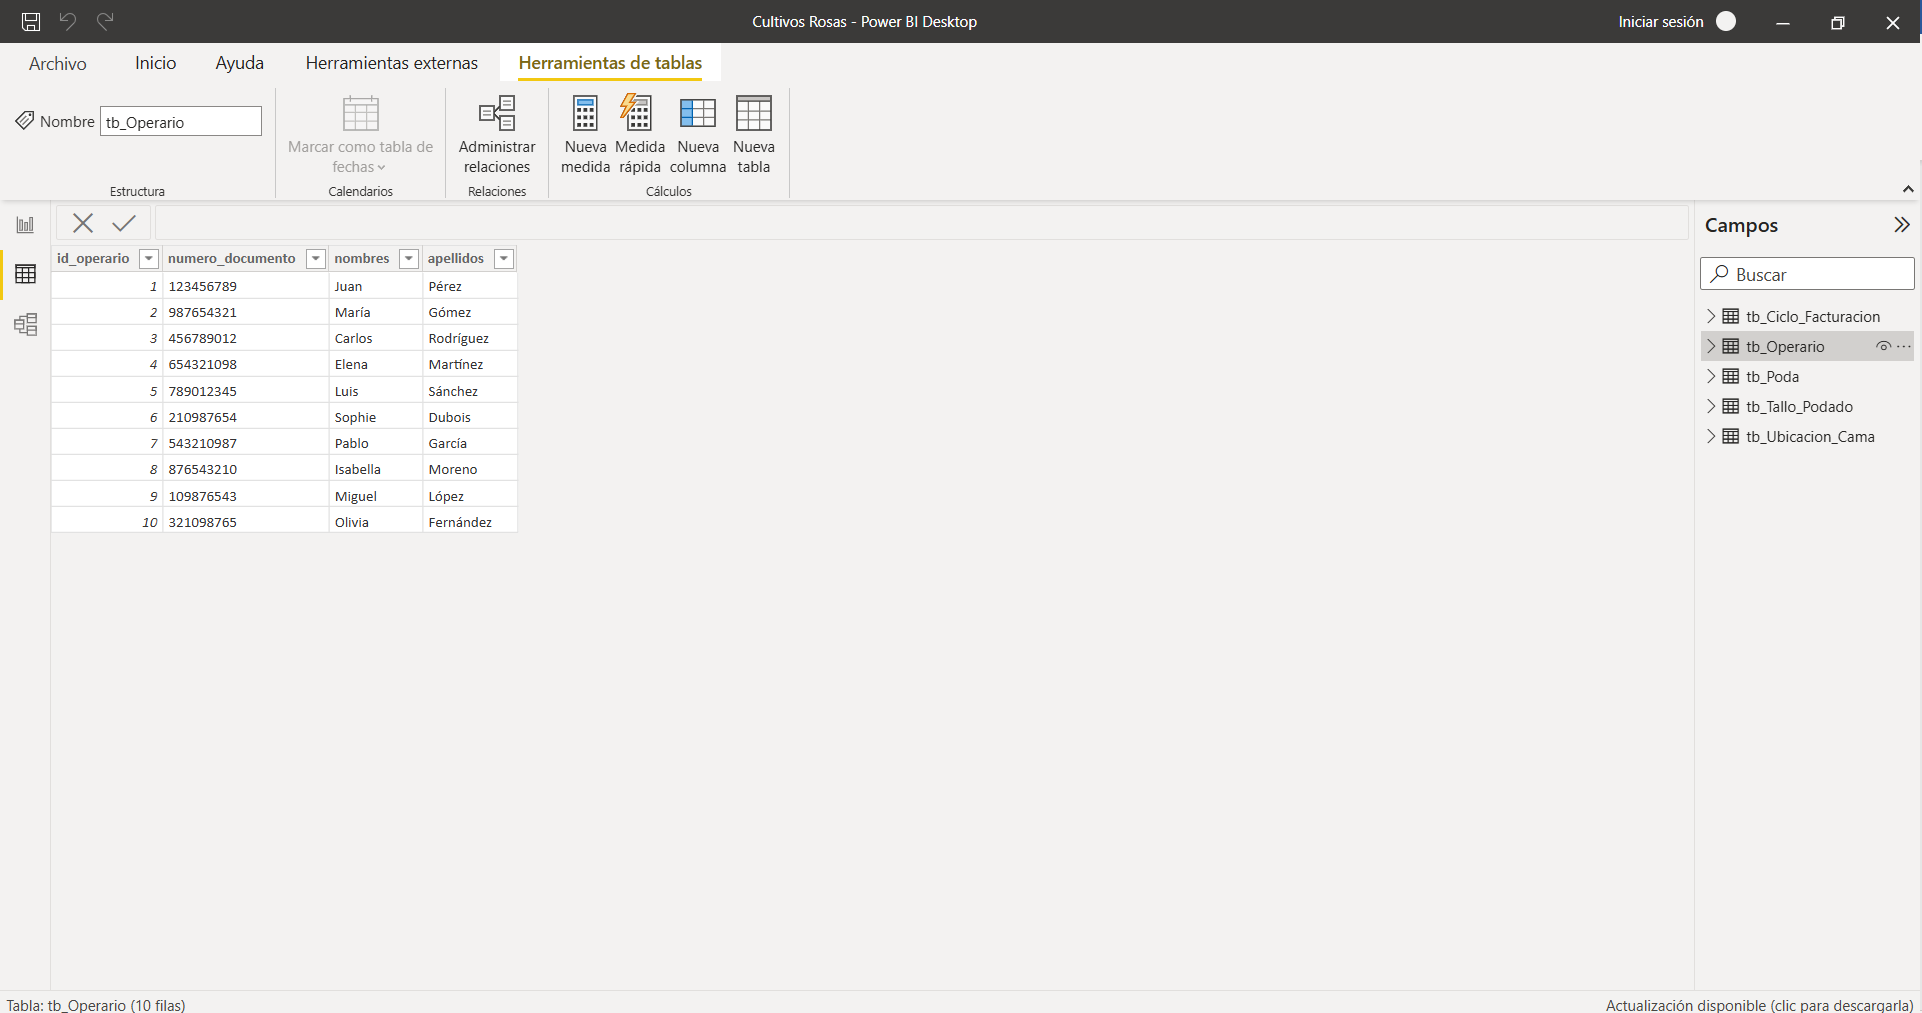 Cultivos Rosas - Power BI Desktop
Iniciar sesión
Archivo Inicio Ayuda Herramientas externas Herramientas de tablas
Nombre tb_Operario
Estructura
Marcar como tabla de
fechas
Calendarios
Administrar
relaciones
Relaciones
Nueva
medida
Medida
rápida
Nueva
columna
Nueva
tabla
Cálculos
id_operario numero_documento nombres apellidos
1 123456789 Juan Pérez
2 987654321 María Gómez
3 456789012 Carlos Rodríguez
4 654321098 Elena Martínez
5 789012345 Luis Sánchez
6 210987654 Sophie Dubois
7 543210987 Pablo García
8 876543210 Isabella Moreno
9 109876543 Miguel López
10 321098765 Olivia Fernández
Campos
Buscar
tb_Ciclo_Facturacion
tb_Operario
tb_Poda
tb_Tallo_Podado
tb_Ubicacion_Cama
Tabla: tb_Operario (10 filas)
Actualización disponible (clic para descargarla)